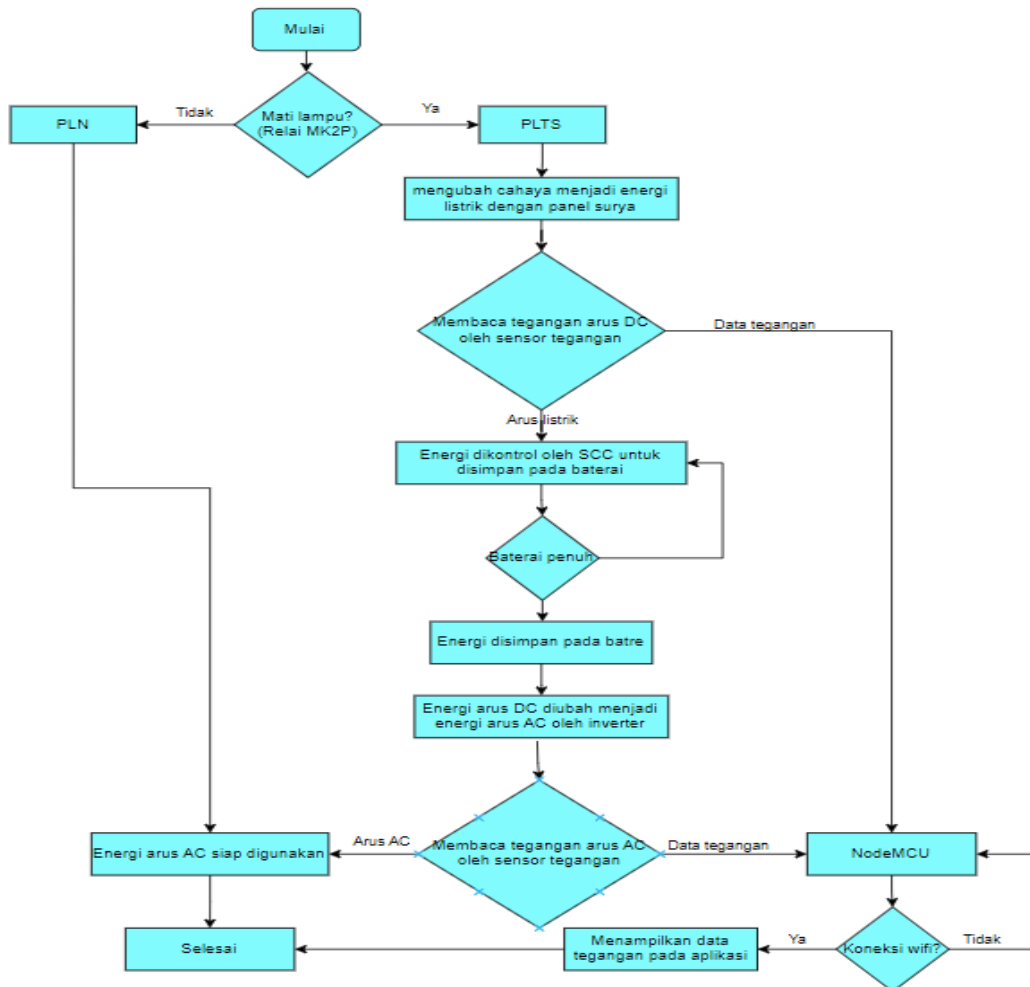 Mulai
Mati lampu?
(Relai MK2P)
Tidak
Ya
PLN
PLTS
mengubah cahaya menjadi energi
listrik dengan panel surya
Membaca tegangan arus DC
oleh sensor tegangan
Data tegangan
Arus listrik
Energi dikontrol oleh SCC untuk
disimpan pada baterai
Baterai penuh
Energi disimpan pada batre
Energi arus DC diubah menjadi
energi arus AC oleh inverter
Energi arus AC siap digunakan
Arus AC
Membaca tegangan arus AC
oleh sensor tegangan
Data tegangan
NodeMCU
Selesai
Menampilkan data
tegangan pada aplikasi
Ya
Koneksi wifi?
Tidak